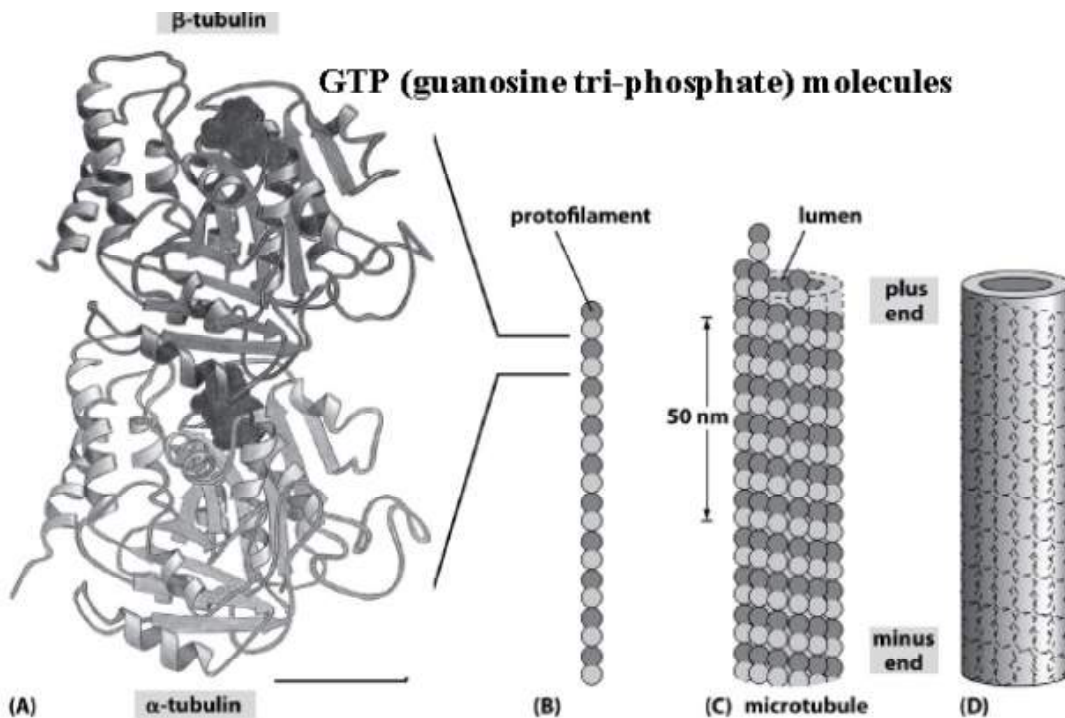 β-tubulin
GTP (guanosine tri-phosphate) molecules
protofilament
lumen
plus
end
50 nm
minus
end
(A)
α-tubulin
(B)
(C) microtubule
(D)